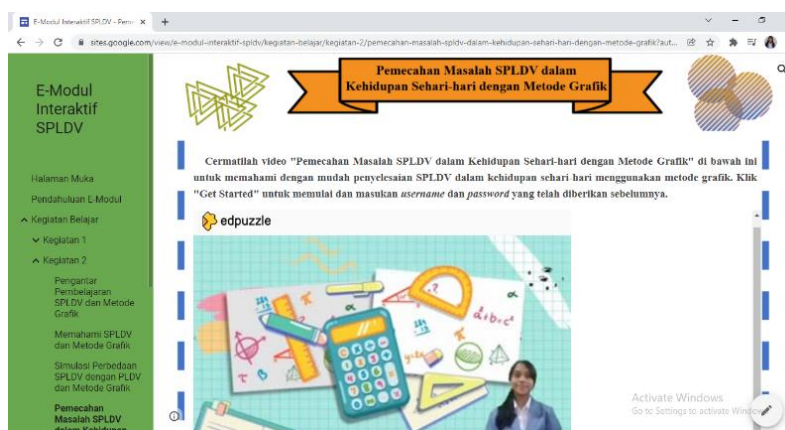 E-Modul Interaktif SPLDV - Pem
sites.google.com/view/e-modul-interaktif-spldv/kegiatan-belajar/kegiatan-2/pemecahan-masalah-spldv-dalam-kehidupan-sehari-hari-dengan-metode-grafik?aut...
E-Modul
Interaktif
SPLDV
Halaman Muka
Pendahuluan E-Modul
Kegiatan Belajar
Kegiatan 1
Kegiatan 2
Pengantar
Pembelajaran
SPLDV dan Metode
Grafik
Memahami SPLDV
dan Metode Grafik
Simulasi Perbedaan
SPLDV dengan PLDV
dan Metode Grafik
Pemecahan
Masalah SPLDV
dalam Kehidupan
Pemecahan Masalah SPLDV dalam
Kehidupan Sehari-hari dengan Metode Grafik
Cermatilah video "Pemecahan Masalah SPLDV dalam Kehidupan Sehari-hari dengan Metode Grafik" di bawah ini
untuk memahami dengan mudah penyelesaian SPLDV dalam kehidupan sehari-hari menggunakan metode grafik. Klik
"Get Started" untuk memulai dan masukan username dan password yang telah diberikan sebelumnya.
edpuzzle
a²+b=c²
Activate Windows
Go to Settings to activate Windows